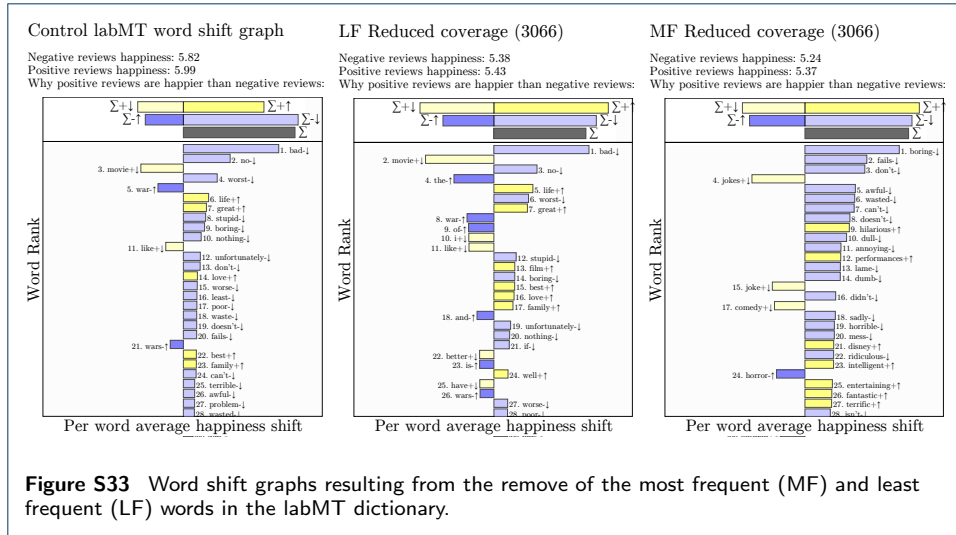 Control labMT word shift graph
Negative reviews happiness: 5.82
Positive reviews happiness: 5.99
Why positive reviews are happier than negative reviews:
Σ+↓ Σ+↑
Σ-↑ Σ-↓
Σ
1. bad-↓
2. no-↓
3. movie+↓
4. worst-↓
5. war-↑
6. life+↑
7. great+↑
8. stupid-↓
9. boring-↓
10. nothing-↓
11. like+↓
12. unfortunately-↓
13. don't-↓
14. love+↑
15. worse-↓
16. least-↓
17. poor-↓
18. waste-↓
19. doesn't-↓
20. fails-↓
21. wars-↑
22. best+↑
23. family+↑
24. can't-↓
25. terrible-↓
26. awful-↓
27. problem-↓
28. wasted-↓
Word Rank
Per word average happiness shift
LF Reduced coverage (3066)
Negative reviews happiness: 5.38
Positive reviews happiness: 5.43
Why positive reviews are happier than negative reviews:
Σ+↓ Σ+↑
Σ-↑ Σ-↓
Σ
1. bad-↓
2. movie+↓
3. no-↓
4. the-↑
5. life+↑
6. worst-↓
7. great+↑
8. war-↑
9. of-↑
10. i+↓
11. like+↓
12. stupid-↓
13. film+↑
14. boring-↓
15. best+↑
16. love+↑
17. family+↑
18. and-↑
19. unfortunately-↓
20. nothing-↓
21. if-↓
22. better+↓
23. is-↑
24. well+↑
25. have+↓
26. wars-↑
27. worse-↓
28. poor-↓
Word Rank
Per word average happiness shift
MF Reduced coverage (3066)
Negative reviews happiness: 5.24
Positive reviews happiness: 5.37
Why positive reviews are happier than negative reviews:
Σ+↓ Σ+↑
Σ-↑ Σ-↓
Σ
1. boring-↓
2. fails-↓
3. don't-↓
4. jokes+↓
5. awful-↓
6. wasted-↓
7. can't-↓
8. doesn't-↓
9. hilarious+↑
10. dull-↓
11. annoying-↓
12. performances+↑
13. lame-↓
14. dumb-↓
15. joke+↓
16. didn't-↓
17. comedy+↓
18. sadly-↓
19. horrible-↓
20. mess-↓
21. disney+↑
22. ridiculous-↓
23. intelligent+↑
24. horror-↑
25. entertaining+↑
26. fantastic+↑
27. terrific+↑
28. isn't-↓
Word Rank
Per word average happiness shift
Figure S33 Word shift graphs resulting from the remove of the most frequent (MF) and least
frequent (LF) words in the labMT dictionary.